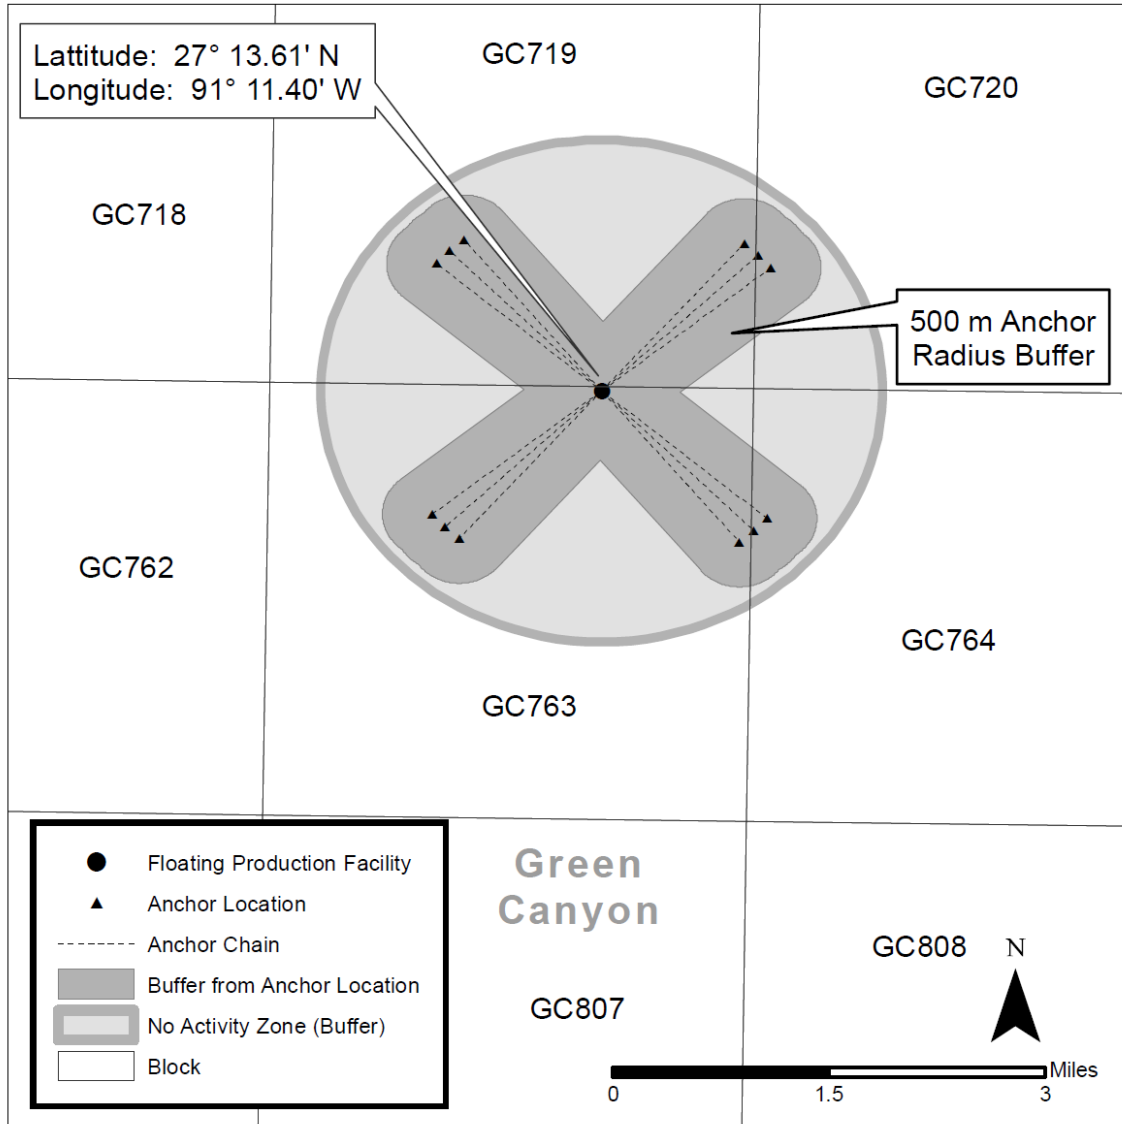 Lattitude:  27° 13.61' N
Longitude:  91° 11.40' W
GC719
GC720
GC718
500 m Anchor
Radius Buffer
GC762
GC764
GC763
Green
Canyon
GC808
GC807
N
Floating Production Facility
Anchor Location
Anchor Chain
Buffer from Anchor Location
No Activity Zone (Buffer)
Block
Miles
0 1.5 3